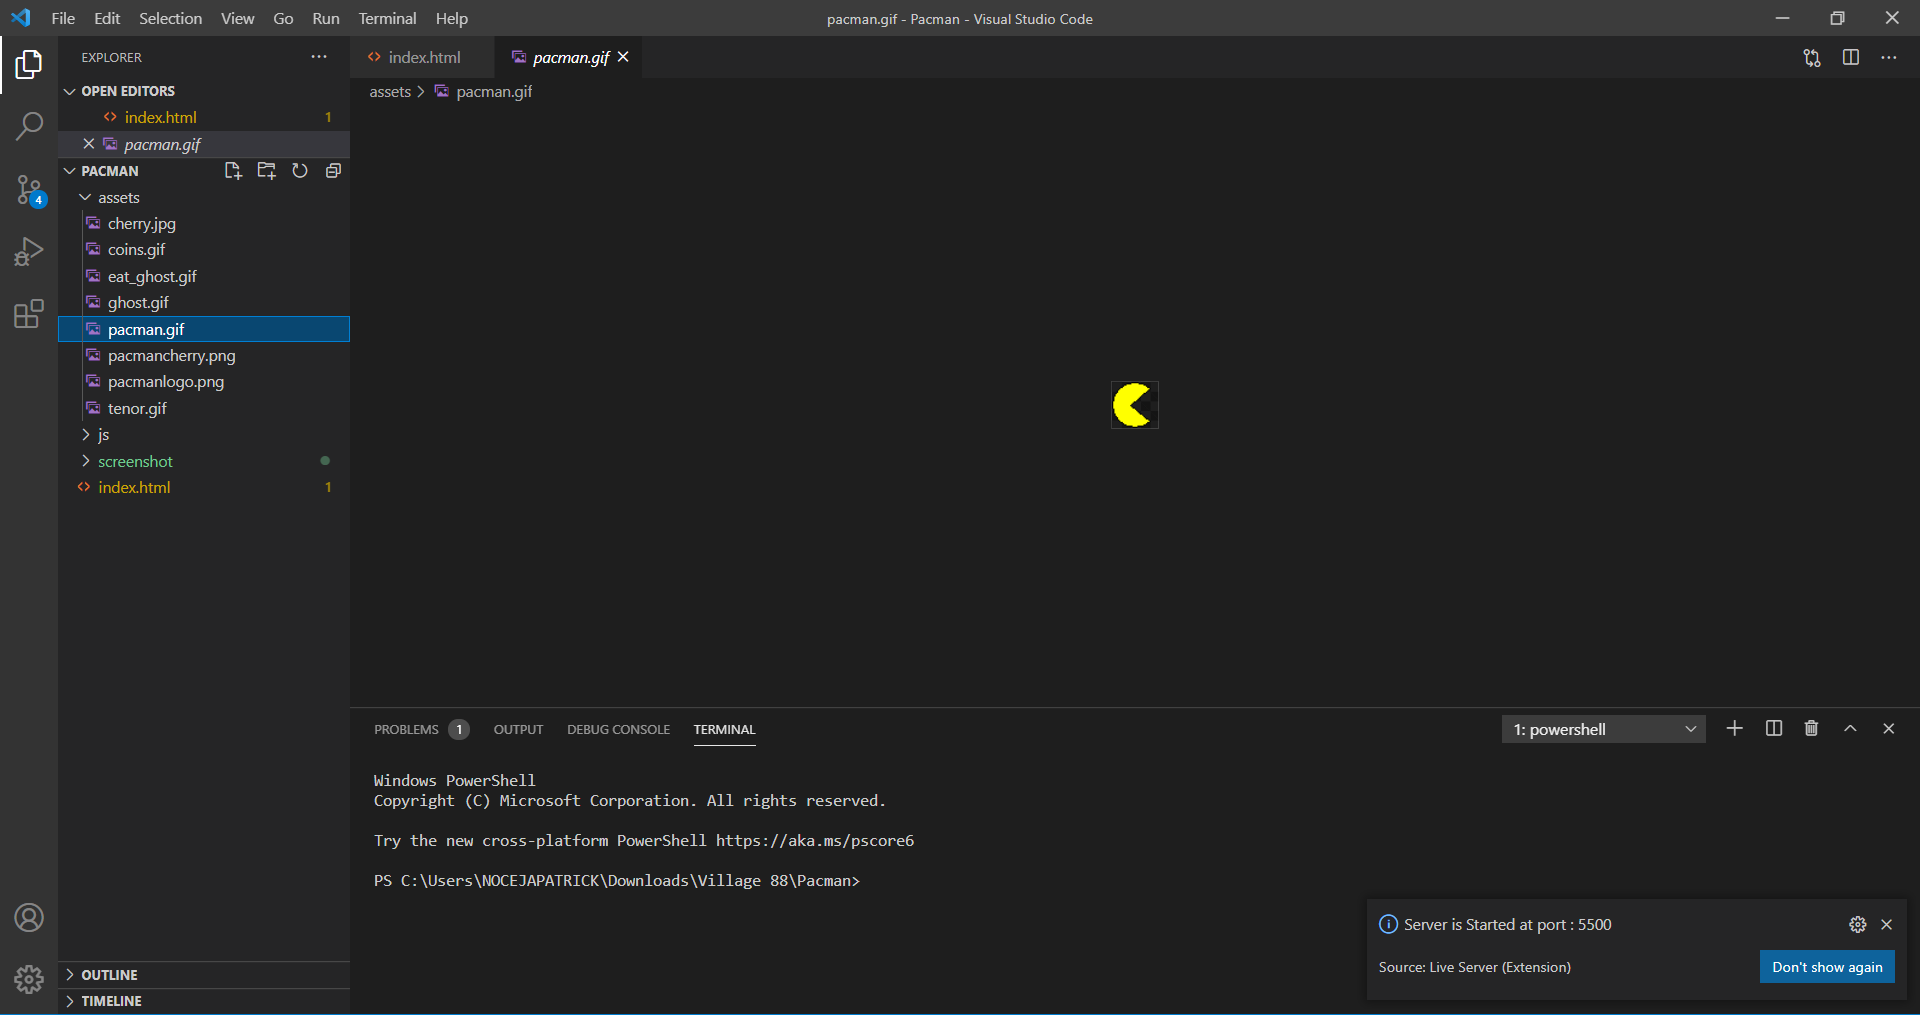 File Edit Selection View Go Run Terminal Help
pacman.gif - Pacman - Visual Studio Code
EXPLORER
OPEN EDITORS
index.html 1
pacman.gif
PACMAN
assets
cherry.jpg
coins.gif
eat_ghost.gif
ghost.gif
pacman.gif
pacmancherry.png
pacmanlogo.png
tenor.gif
js
screenshot
index.html 1
OUTLINE
TIMELINE
4
index.html
pacman.gif
assets > pacman.gif
PROBLEMS 1 OUTPUT DEBUG CONSOLE TERMINAL
1: powershell
Windows PowerShell
Copyright (C) Microsoft Corporation. All rights reserved.
Try the new cross-platform PowerShell https://aka.ms/pscore6
PS C:\Users\NOCEJAPATRICK\Downloads\Village 88\Pacman>
Server is Started at port : 5500
Source: Live Server (Extension)
Don't show again